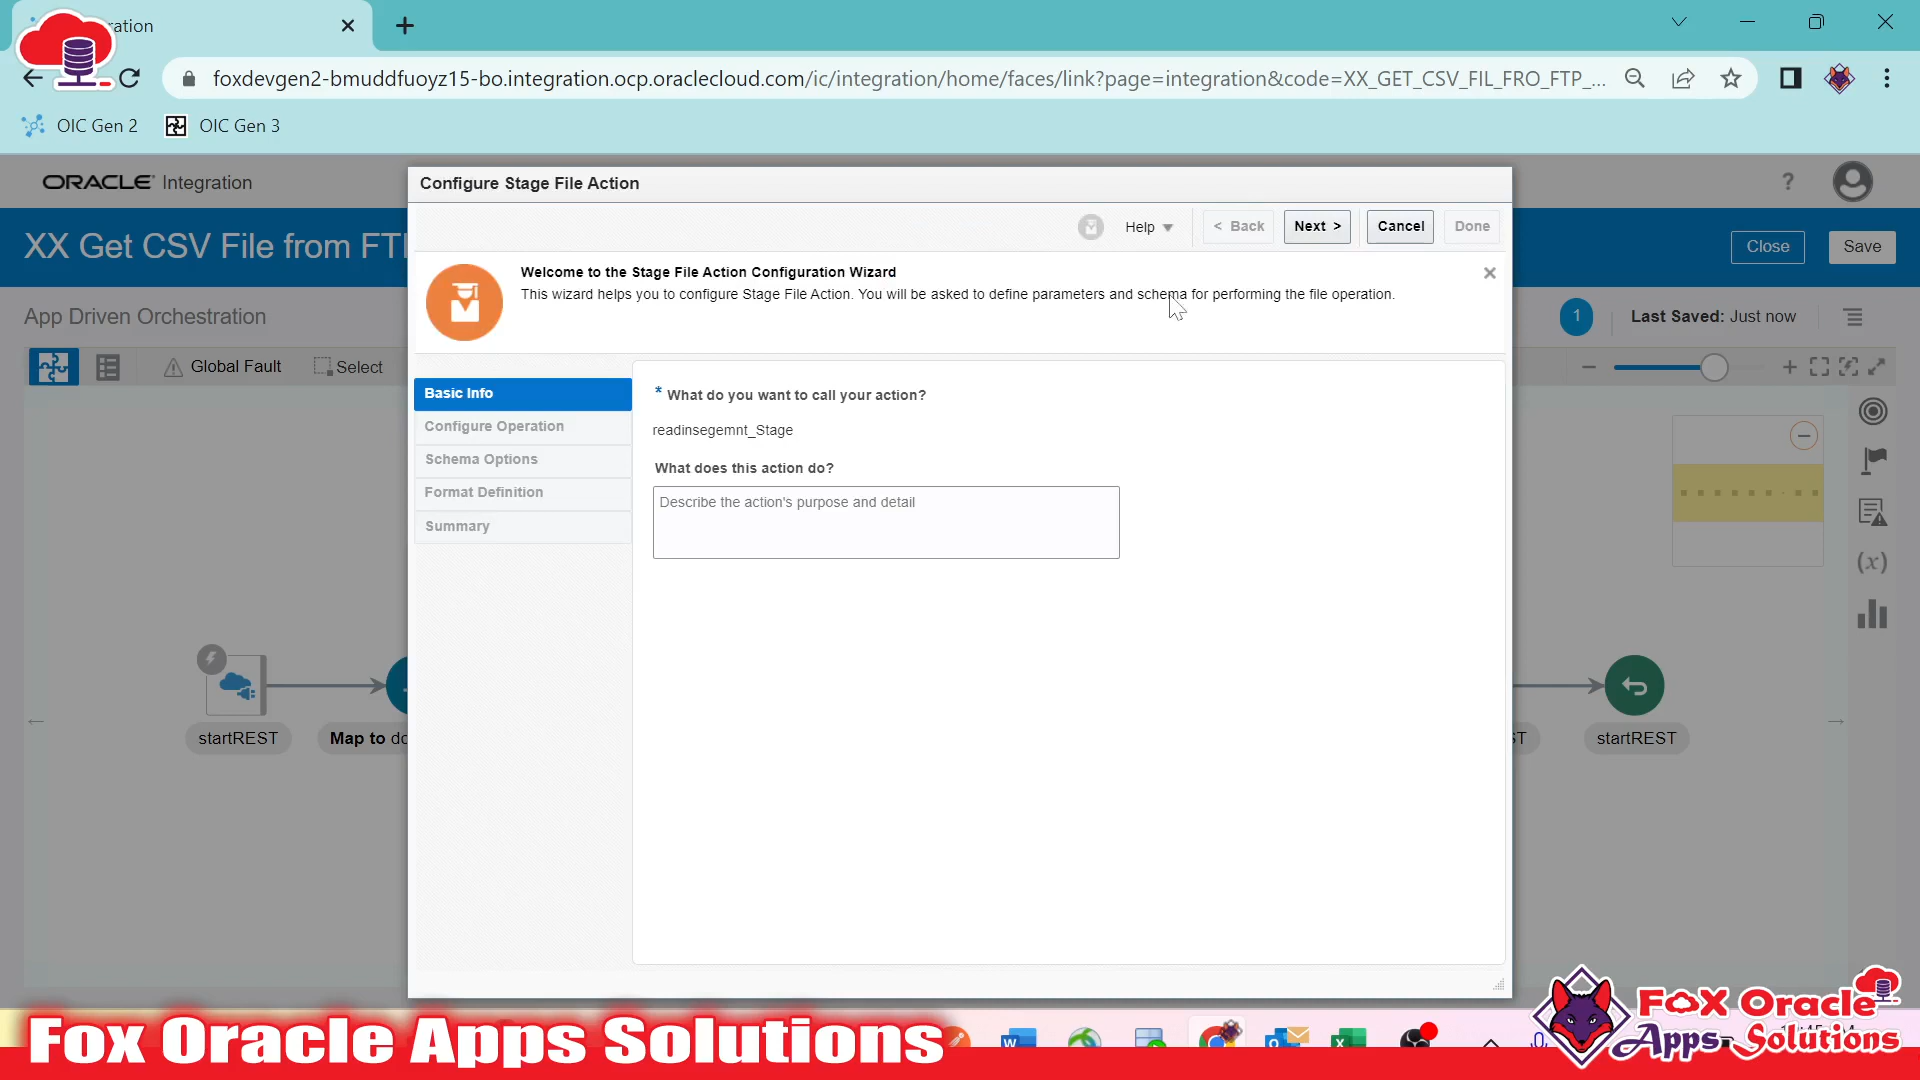 ration
foxdevgen2-bmuddfuoyz15-bo.integration.ocp.oraclecloud.com/ic/integration/home/faces/link?page=integration&code=XX_GET_CSV_FIL_FRO_FTP_...
OIC Gen 2
OIC Gen 3
ORACLE Integration
?
Configure Stage File Action
Help
< Back
Next >
Cancel
Done
XX Get CSV File from FT
Close
Save
Welcome to the Stage File Action Configuration Wizard
This wizard helps you to configure Stage File Action. You will be asked to define parameters and schema for performing the file operation.
App Driven Orchestration
1
Last Saved: Just now
Global Fault
Select
Basic Info
Configure Operation
Schema Options
Format Definition
Summary
* What do you want to call your action?
readinsegemnt_Stage
What does this action do?
Describe the action's purpose and detail
(x)
startREST
Map to do
ST
startREST
Fox Oracle Apps Solutions
Fox Oracle
Apps Solutions